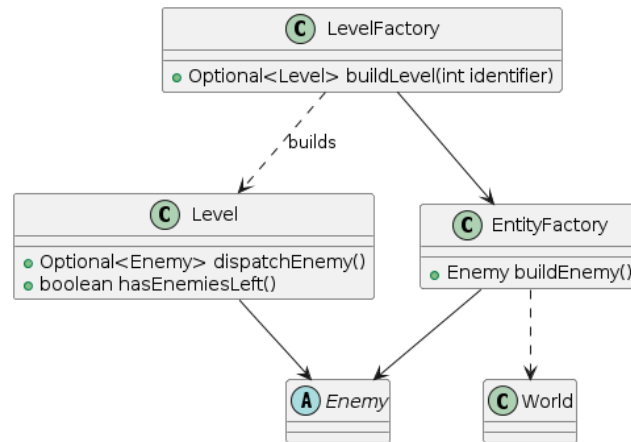 C LevelFactory
Optional<Level> buildLevel(int identifier)
builds
C Level
Optional<Enemy> dispatchEnemy()
boolean hasEnemiesLeft()
C EntityFactory
Enemy buildEnemy()
A Enemy
C World